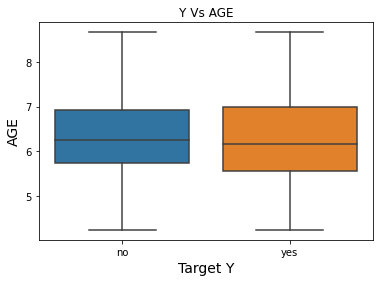 Y Vs AGE
AGE
8
7
6
5
no yes
Target Y